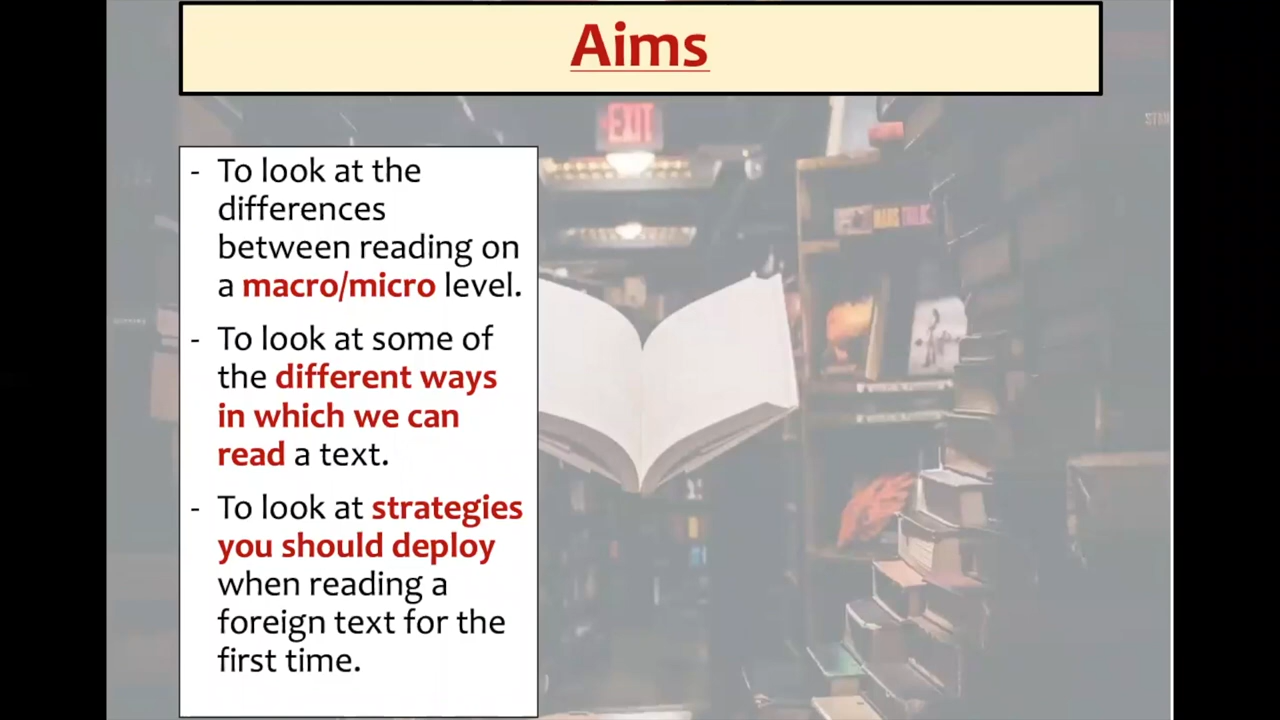 Aims
EXIT
- To look at the
differences
between reading on
a macro/micro level.
- To look at some of
the different ways
in which we can
read a text.
- To look at strategies
you should deploy
when reading a
foreign text for the
first time.